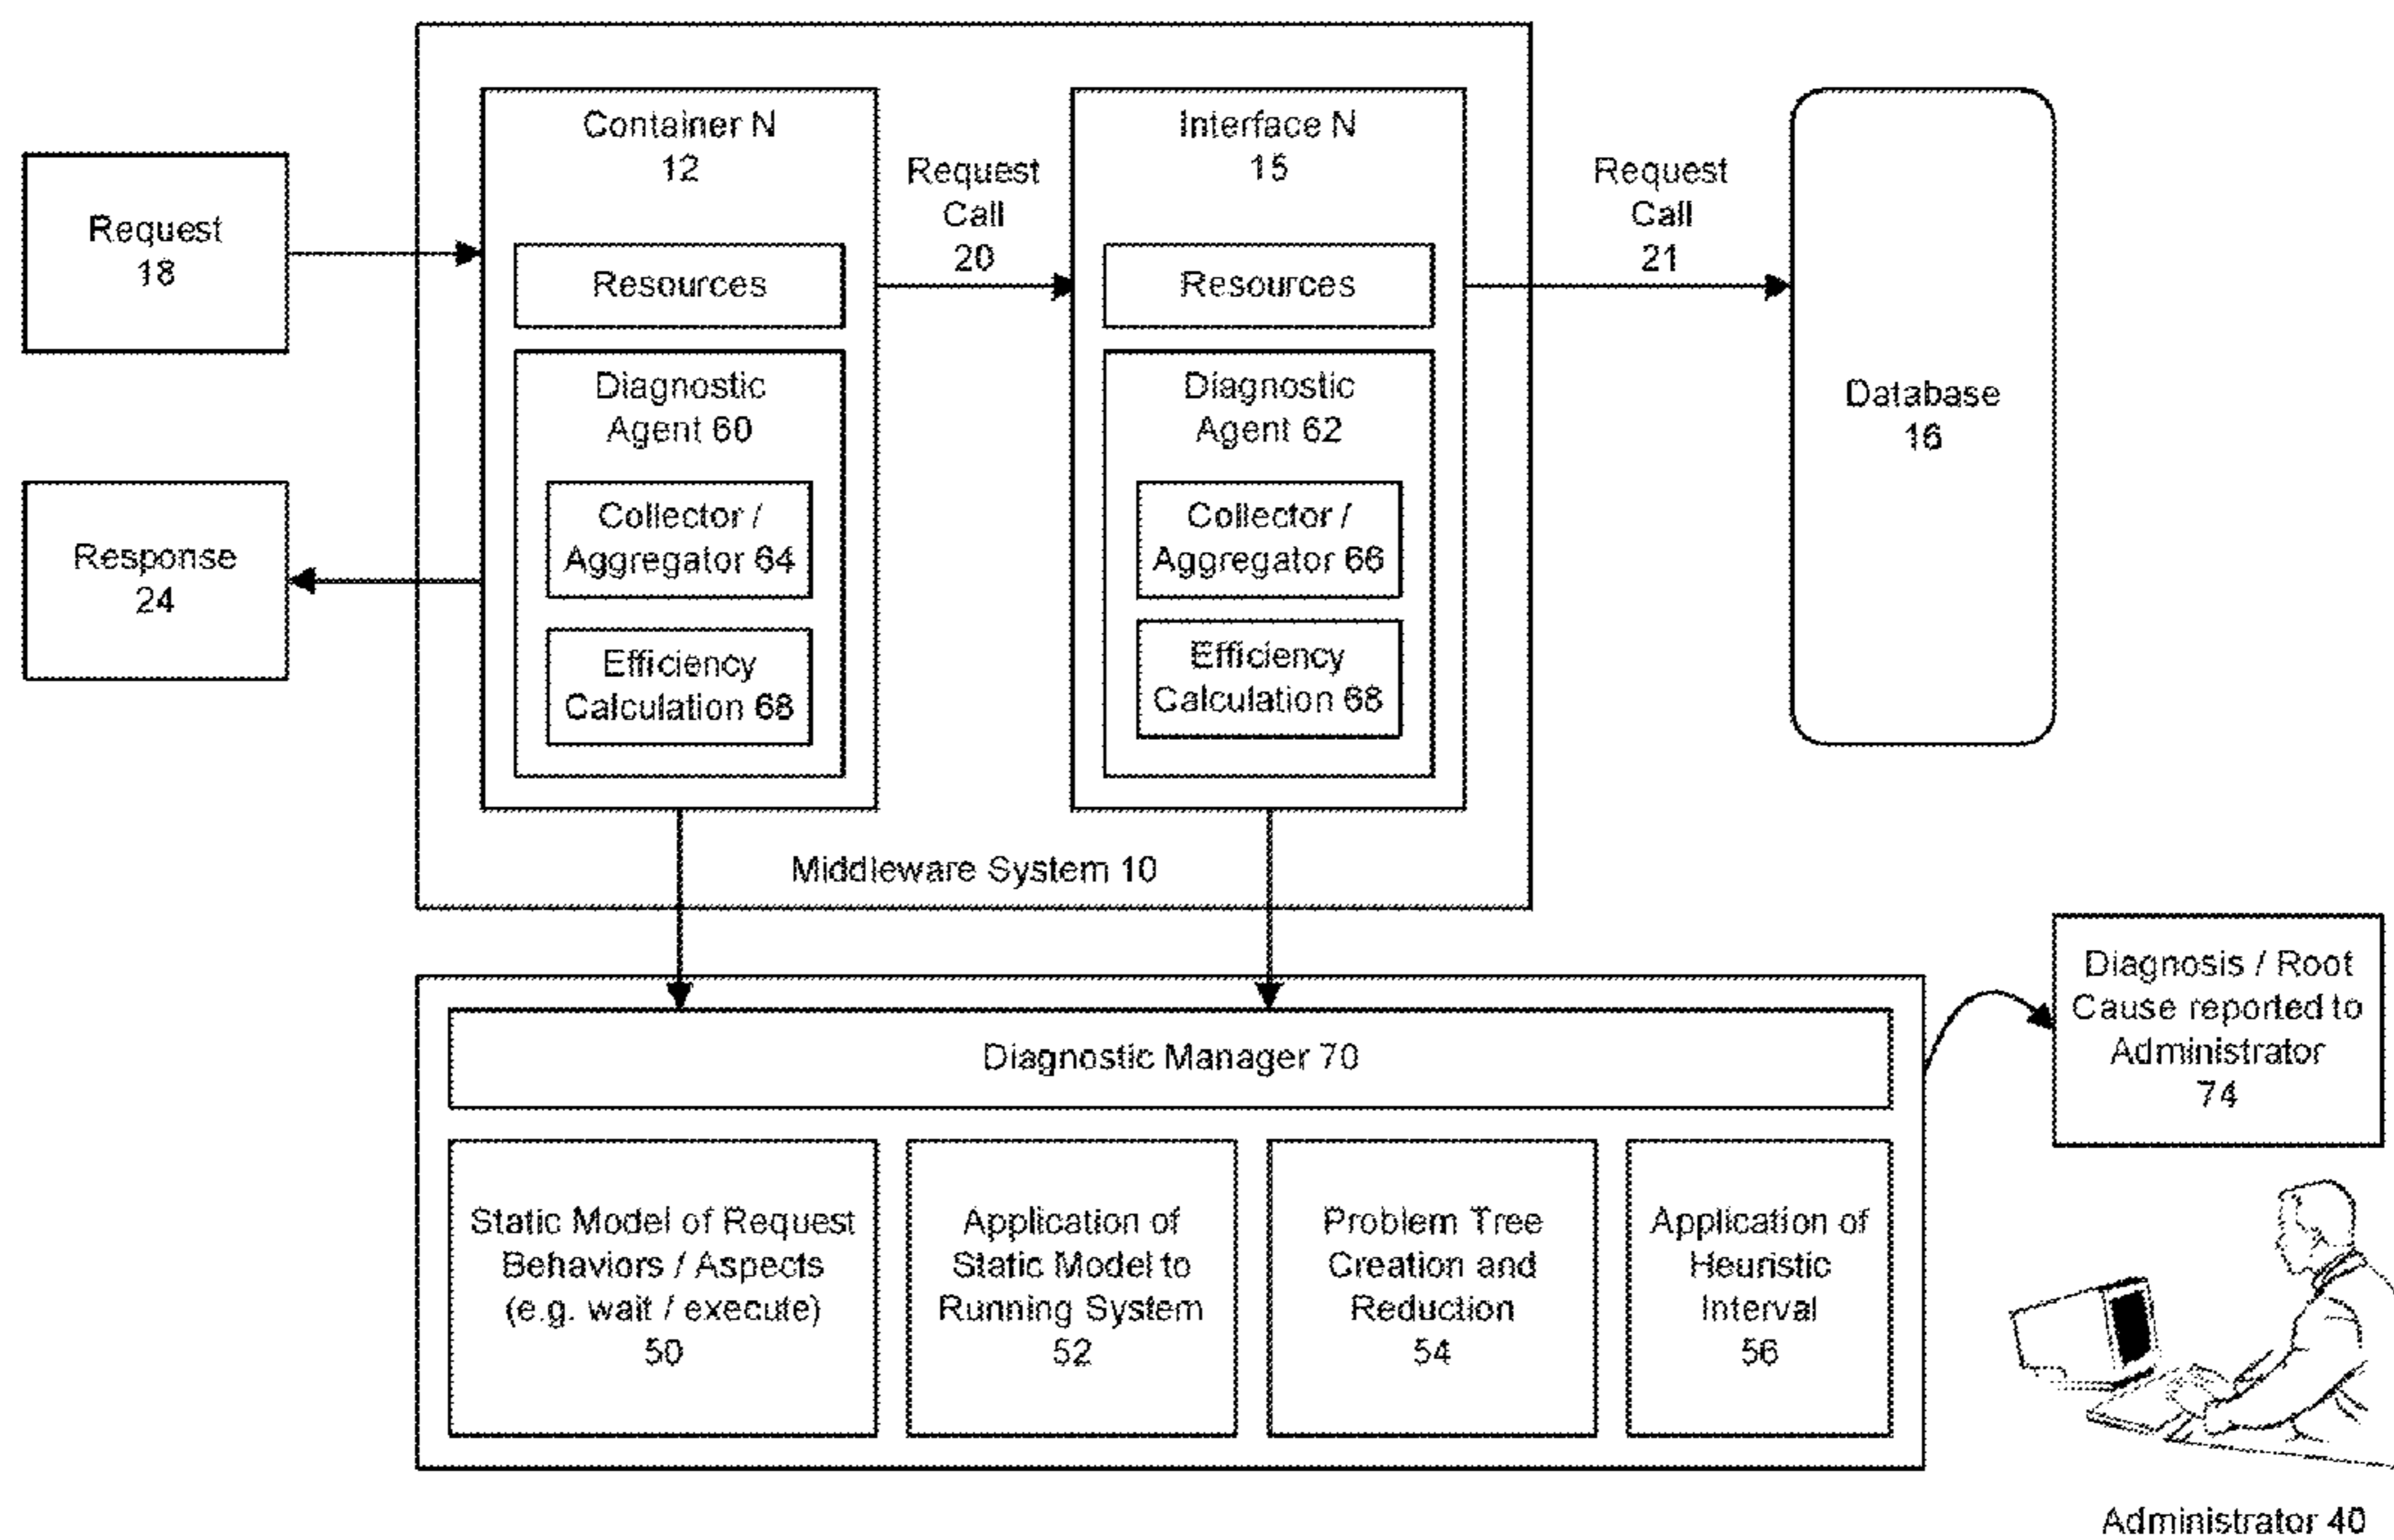 Container N
12
Interface N
15
Request
Call
20
Request
Call
21
Request
18
Resources
Resources
Diagnostic
Agent 60
Diagnostic
Agent 62
Database
16
Collector /
Aggregator 64
Collector /
Aggregator 66
Response
24
Efficiency
Calculation 68
Efficiency
Calculation 68
Middleware System 10
Diagnosis / Root
Cause reported to
Administrator
74
Diagnostic Manager 70
Static Model of Request
Behaviors / Aspects
(e.g. wait / execute)
50
Application of
Static Model to
Running System
52
Problem Tree
Creation and
Reduction
54
Application of
Heuristic
Interval
56
Administrator 40